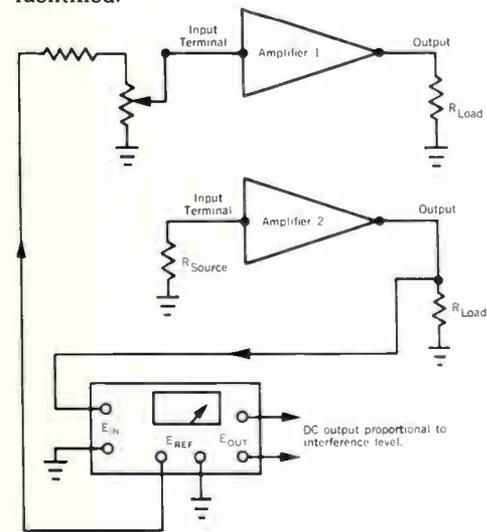 identified.
Input
Terminal
Amplifier 1
Output
R Load
Input
Terminal
Amplifier 2
Output
R Source
R Load
E IN
E REF
E OUT
DC output proportional to
interference level.